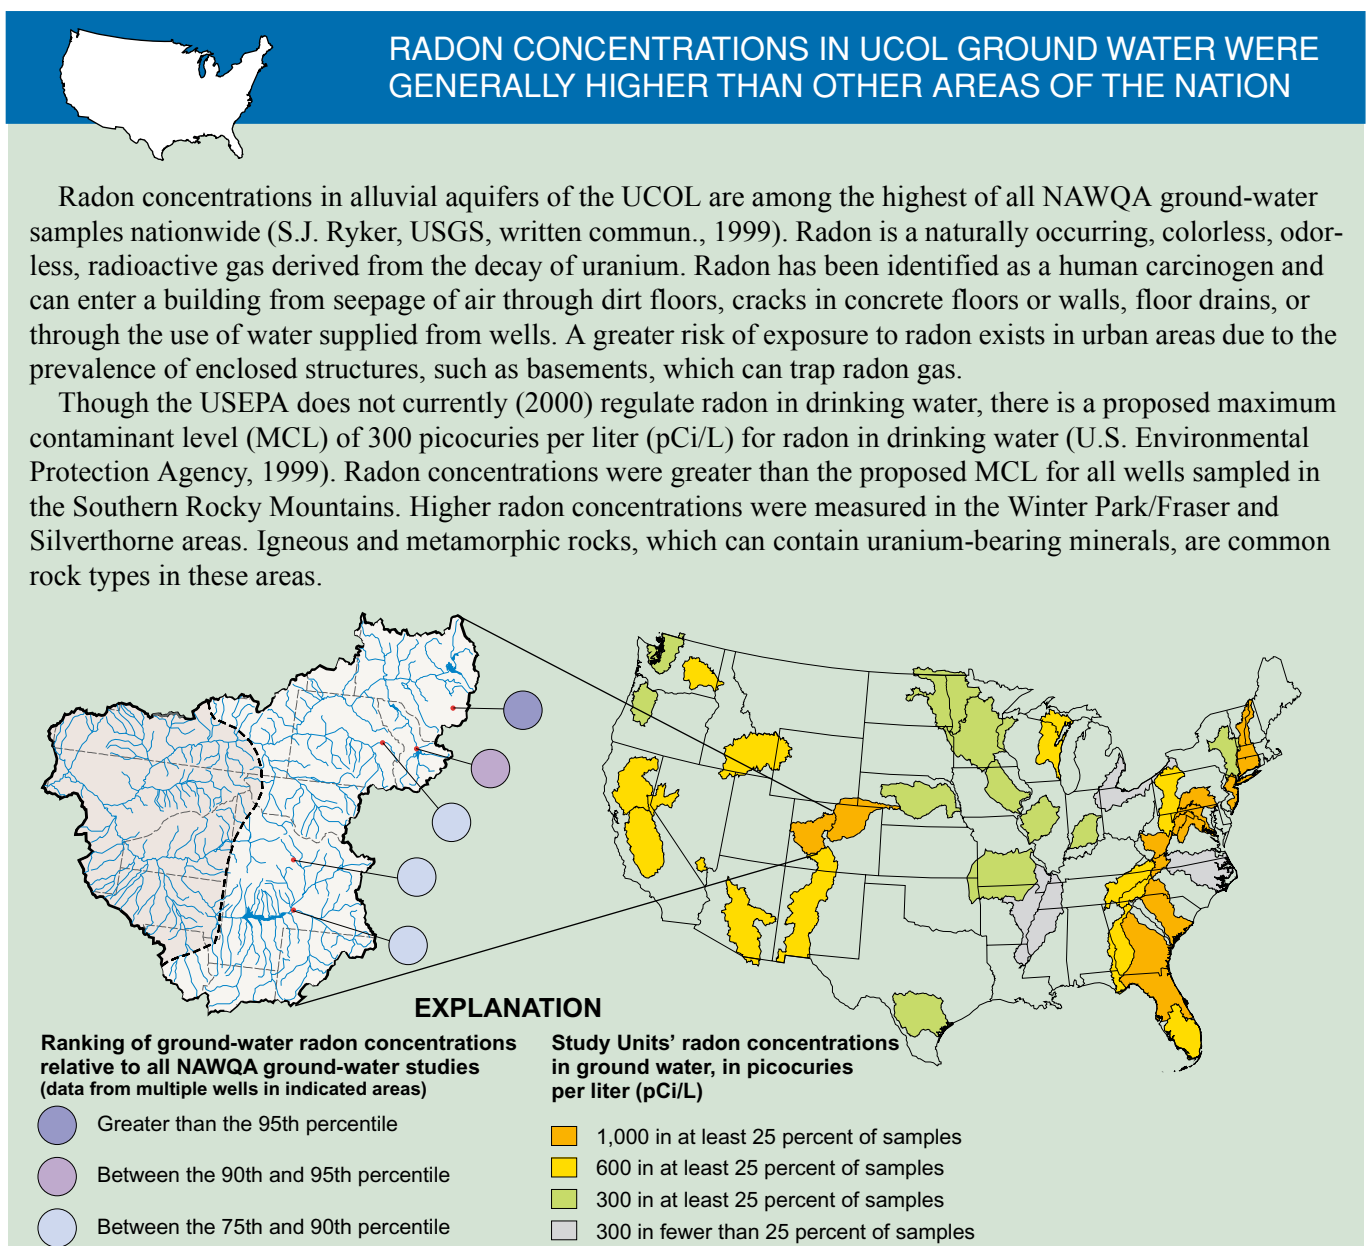 RADON CONCENTRATIONS IN UCOL GROUND WATER WERE
GENERALLY HIGHER THAN OTHER AREAS OF THE NATION
Radon concentrations in alluvial aquifers of the UCOL are among the highest of all NAWQA ground-water
samples nationwide (S.J. Ryker, USGS, written commun., 1999). Radon is a naturally occurring, colorless, odor-
less, radioactive gas derived from the decay of uranium. Radon has been identified as a human carcinogen and
can enter a building from seepage of air through dirt floors, cracks in concrete floors or walls, floor drains, or
through the use of water supplied from wells. A greater risk of exposure to radon exists in urban areas due to the
prevalence of enclosed structures, such as basements, which can trap radon gas.
Though the USEPA does not currently (2000) regulate radon in drinking water, there is a proposed maximum
contaminant level (MCL) of 300 picocuries per liter (pCi/L) for radon in drinking water (U.S. Environmental
Protection Agency, 1999). Radon concentrations were greater than the proposed MCL for all wells sampled in
the Southern Rocky Mountains. Higher radon concentrations were measured in the Winter Park/Fraser and
Silverthorne areas. Igneous and metamorphic rocks, which can contain uranium-bearing minerals, are common
rock types in these areas.
EXPLANATION
Ranking of ground-water radon concentrations
relative to all NAWQA ground-water studies
(data from multiple wells in indicated areas)
Greater than the 95th percentile
Between the 90th and 95th percentile
Between the 75th and 90th percentile
Study Units' radon concentrations
in ground water, in picocuries
per liter (pCi/L)
1,000 in at least 25 percent of samples
600 in at least 25 percent of samples
300 in at least 25 percent of samples
300 in fewer than 25 percent of samples